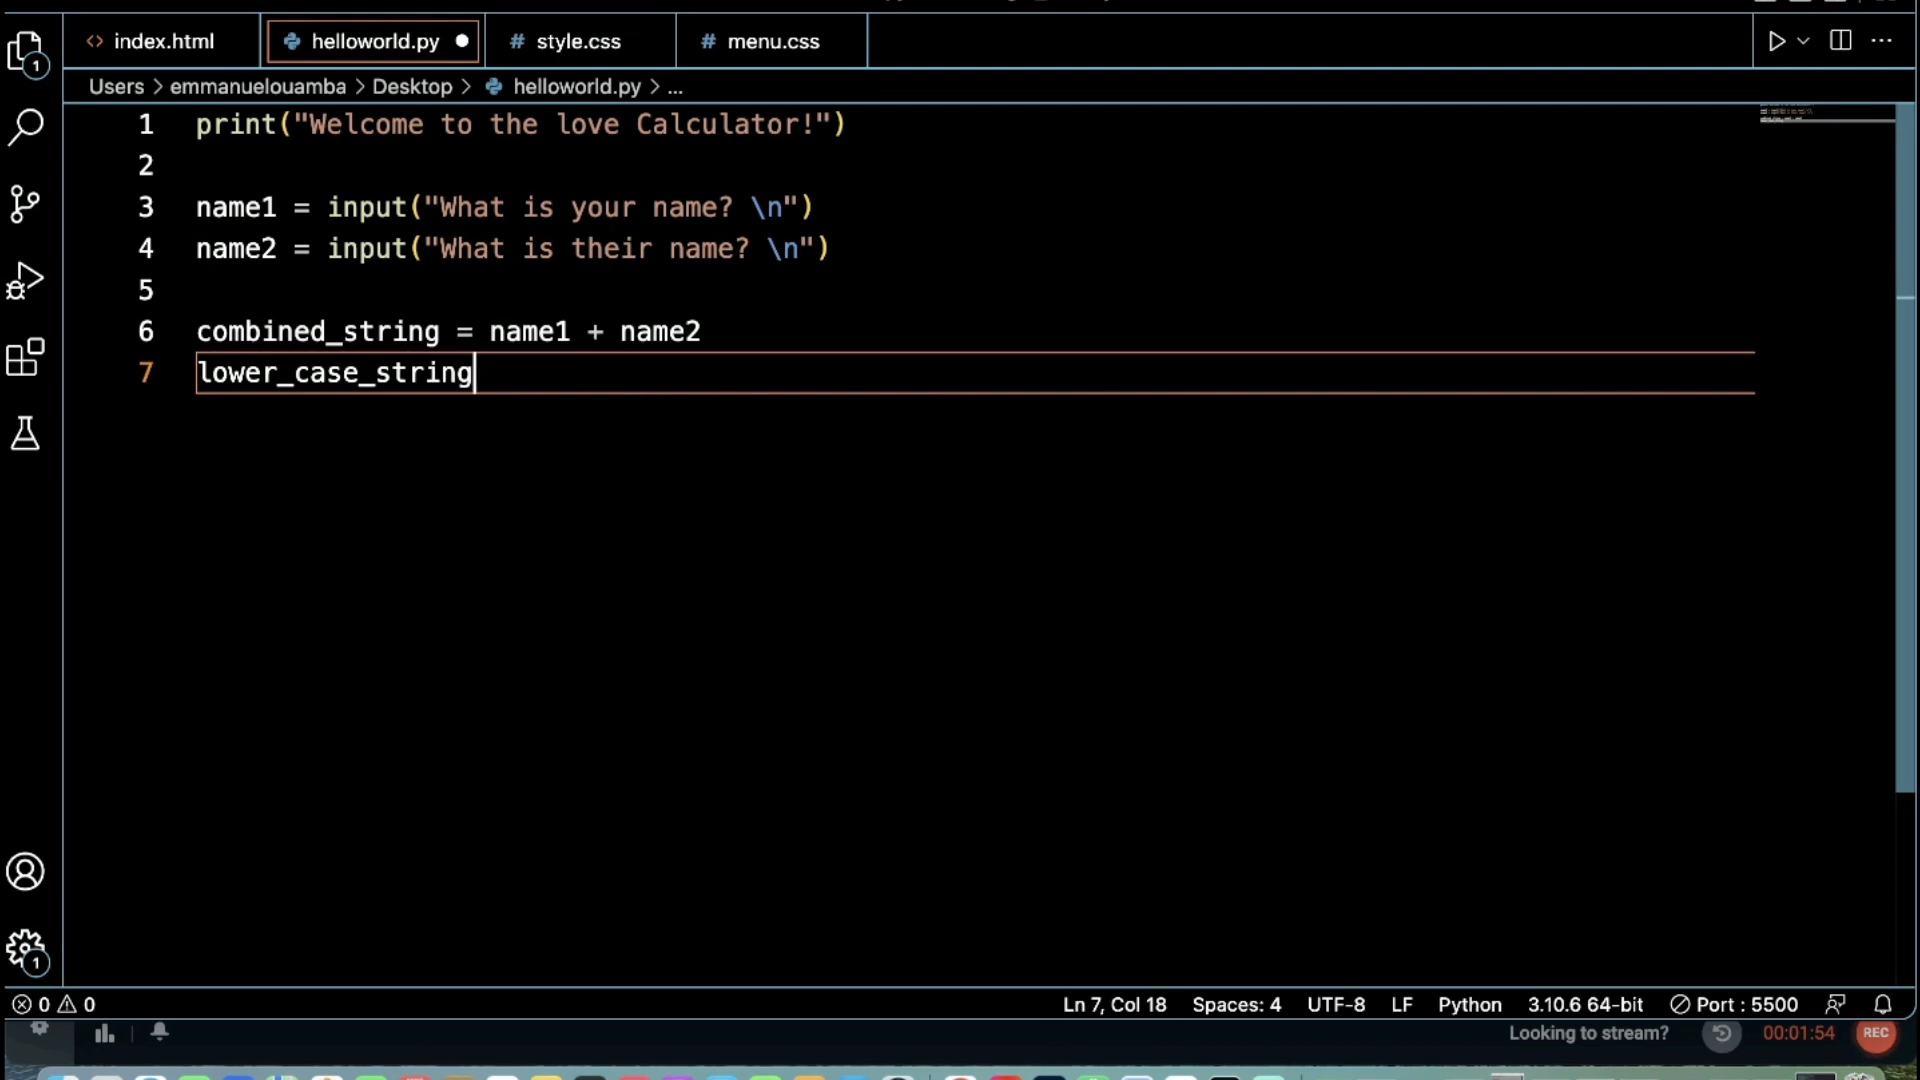 index.html helloworld.py # style.css # menu.css
Users > emmanuelouamba > Desktop > helloworld.py > ...
1 print("Welcome to the love Calculator!")
2
3 name1 = input("What is your name? \n")
4 name2 = input("What is their name? \n")
5
6 combined_string = name1 + name2
7 lower_case_string
1
1
0 0 Ln 7, Col 18 Spaces: 4 UTF-8 LF Python 3.10.6 64-bit Port : 5500
Looking to stream? 00:01:54 REC